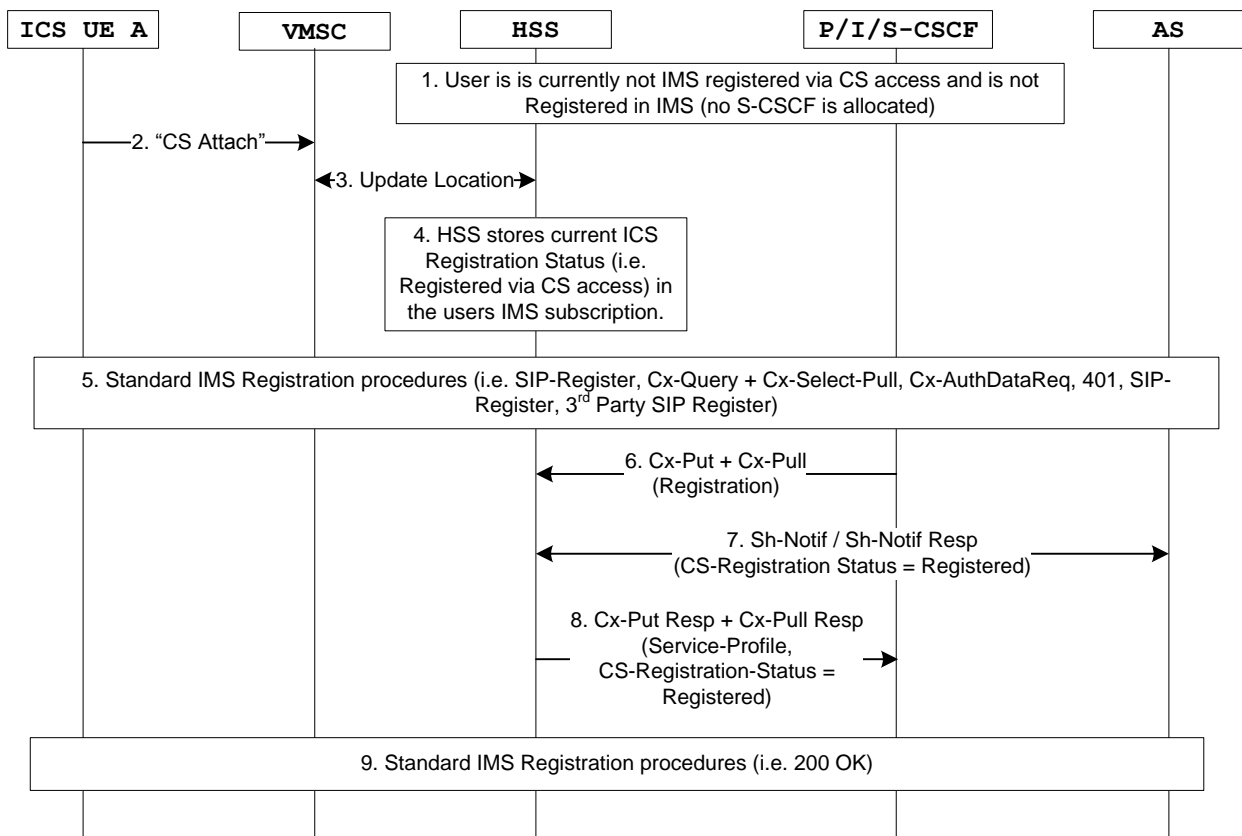 ICS UE A
VMSC
HSS
P/I/S-CSCF
AS
1. User is is currently not IMS registered via CS access and is not
Registered in IMS (no S-CSCF is allocated)
2. “CS Attach”
3. Update Location
4. HSS stores current ICS
Registration Status (i.e.
Registered via CS access) in
the users IMS subscription.
5. Standard IMS Registration procedures (i.e. SIP-Register, Cx-Query + Cx-Select-Pull, Cx-AuthDataReq, 401, SIP-
Register, 3rd Party SIP Register)
6. Cx-Put + Cx-Pull
(Registration)
7. Sh-Notif / Sh-Notif Resp
(CS-Registration Status = Registered)
8. Cx-Put Resp + Cx-Pull Resp
(Service-Profile,
CS-Registration-Status =
Registered)
9. Standard IMS Registration procedures (i.e. 200 OK)